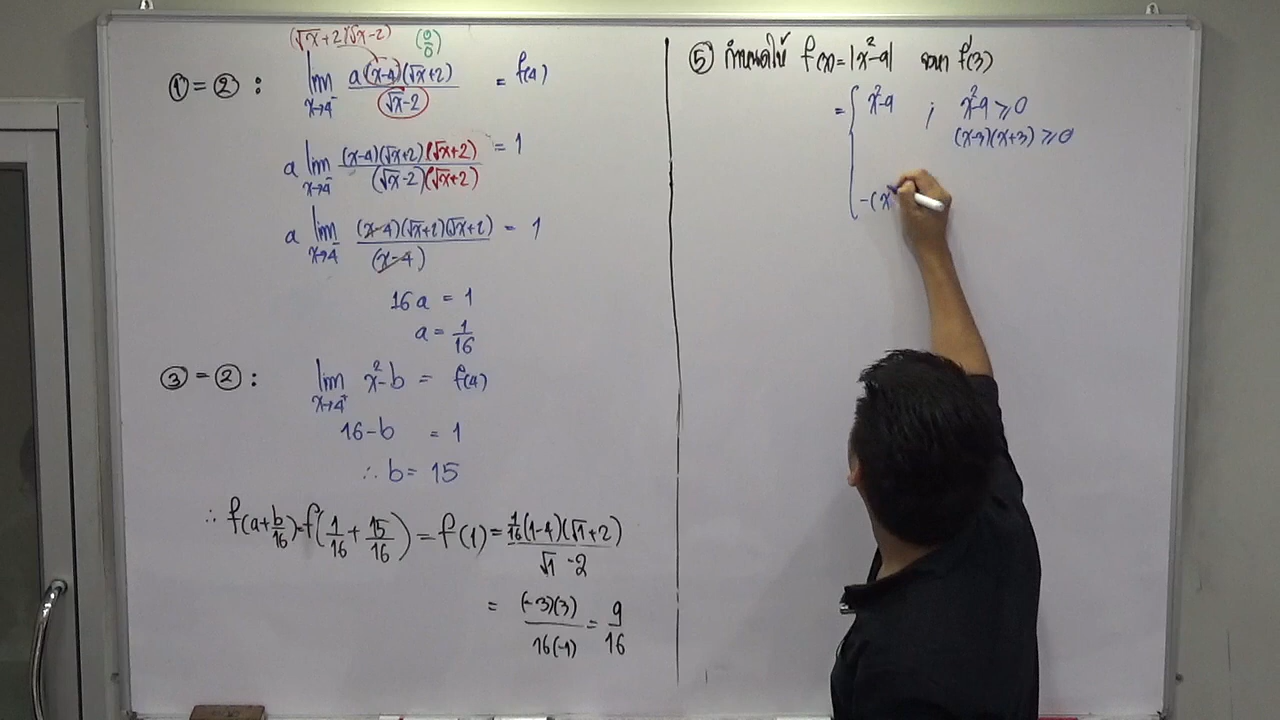 (√x+2)(√x-2) (0/0)
①=②: lim x→4⁻ a(x-4)(√x+2)/(√x-2) = f(4)
a lim x→4⁻ (x-4)(√x+2)(√x+2)/(√x-2)(√x+2) = 1
a lim x→4⁻ (x-4)(√x+2)(√x+2)/(x-4) = 1
16a = 1
a = 1/16
③=②: lim x→4⁺ x²-b = f(4)
16-b = 1
∴ b = 15
∴ f(a+b/16)=f(1/16+15/16) = f(1) = 1/16(1-4)(√1+2)/(√1-2)
= (-3)(3)/16(-1) = 9/16
⑤ กำหนดให้ f(x)=|x²-9| จงหา f'(3)
= { x²-9 ; x²-9 ≥ 0
(x-3)(x+3) ≥ 0
-(x